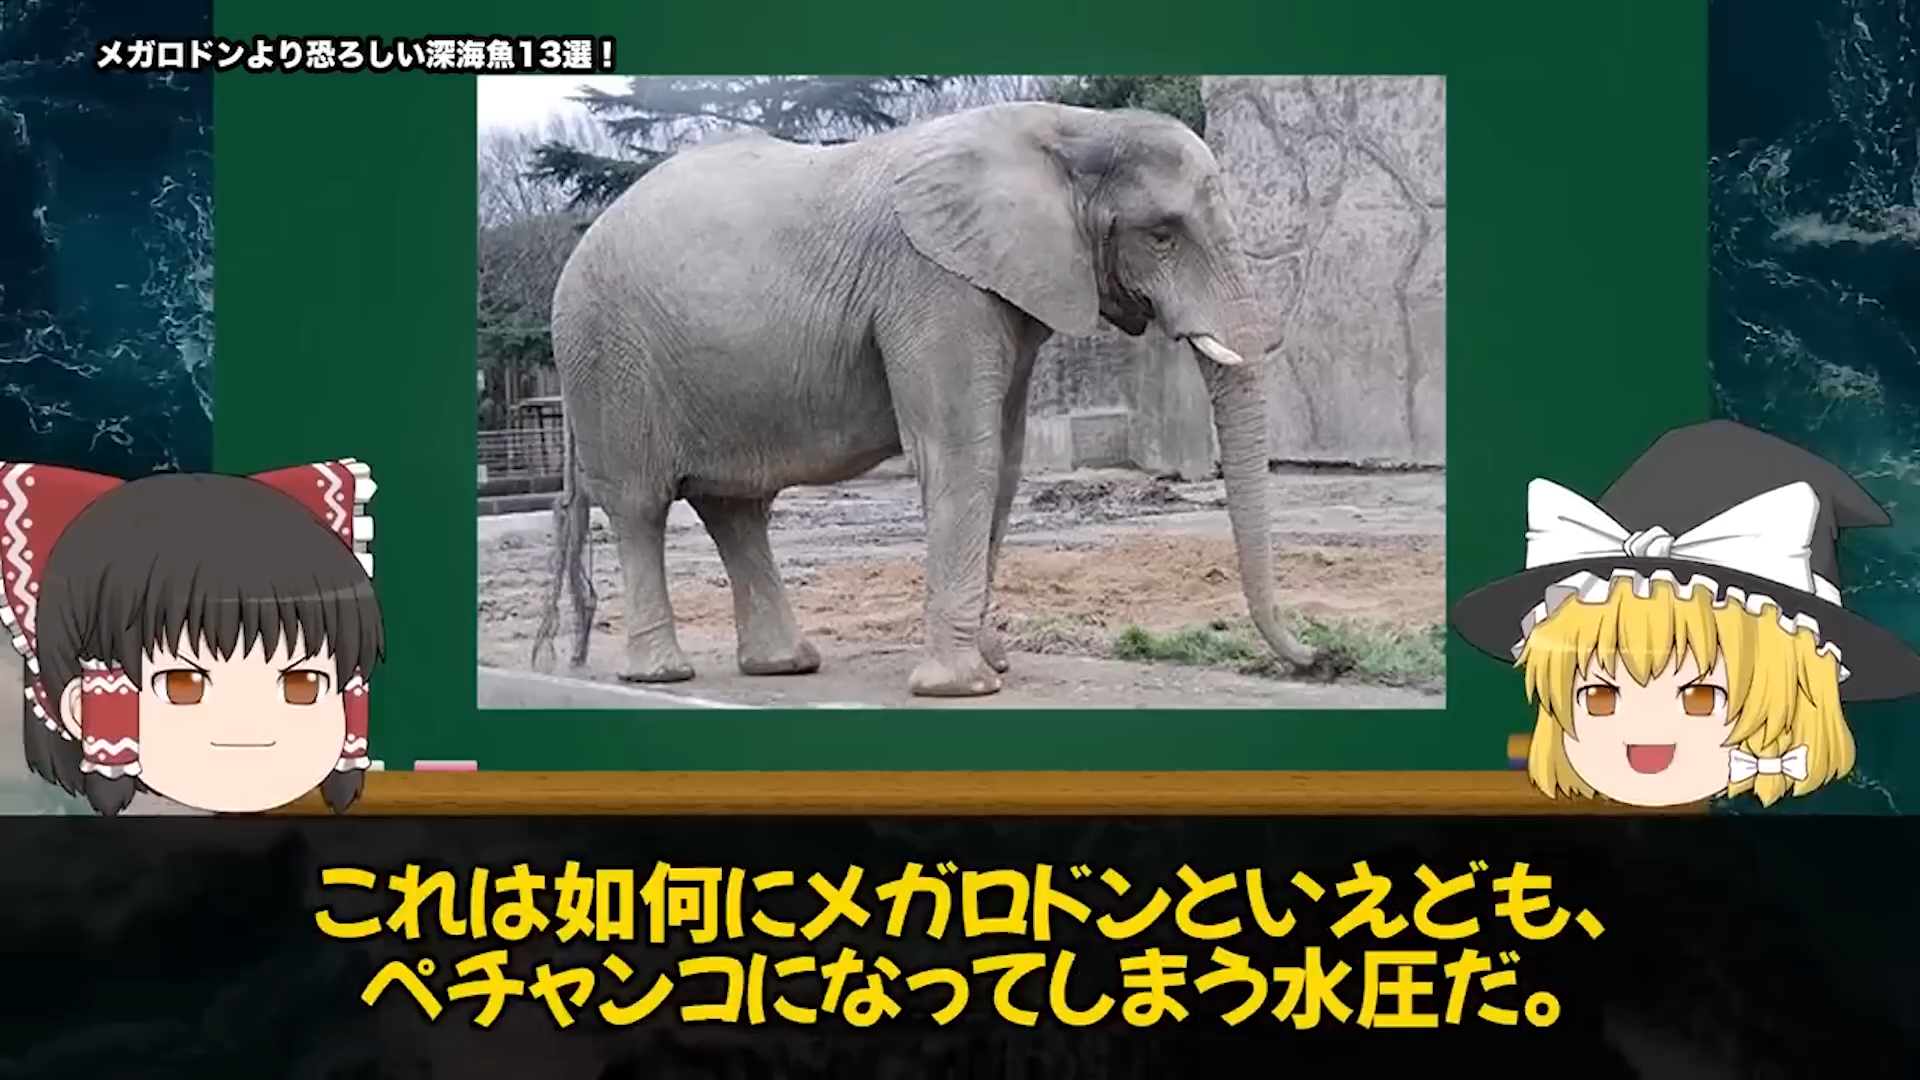 メガロドンより恐ろしい深海魚13選！
これは如何にメガロドンといえども、
ペチャンコになってしまう水圧だ。